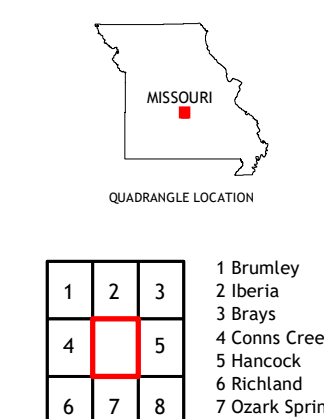 MISSOURI
QUADRANGLE LOCATION
1 2 3
4 5
6 7 8
1 Brumley
2 Iberia
3 Brays
4 Conns Cree
5 Hancock
6 Richland
7 Ozark Sprin